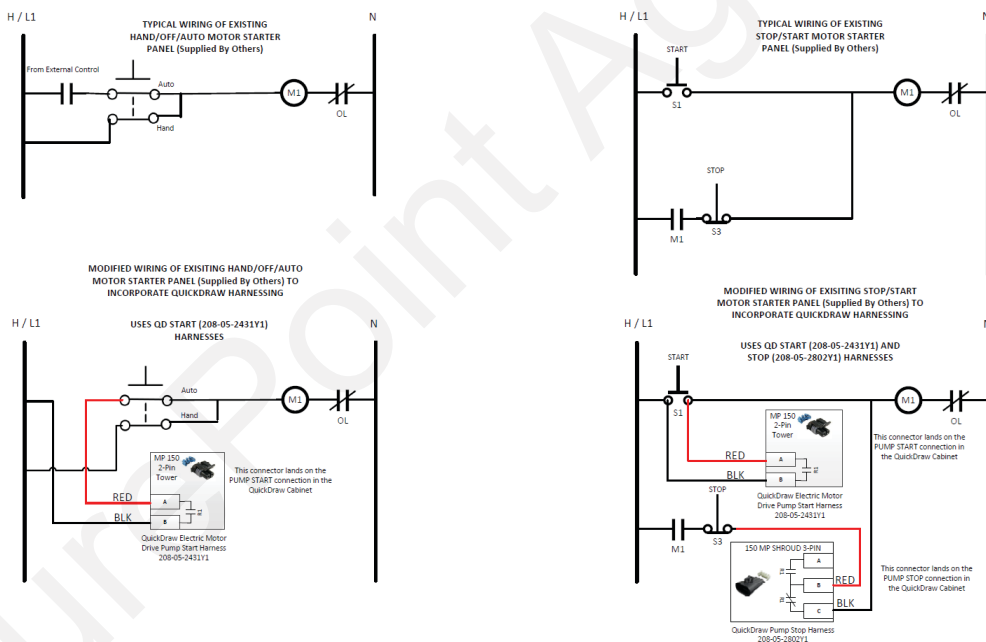 H / L1
N
TYPICAL WIRING OF EXISTING
HAND/OFF/AUTO MOTOR STARTER
PANEL (Supplied By Others)
From External Control
Auto
M1
OL
Hand
H / L1
N
TYPICAL WIRING OF EXISTING
STOP/START MOTOR STARTER
PANEL (Supplied By Others)
START
S1
M1
OL
STOP
M1
S3
MODIFIED WIRING OF EXISITING HAND/OFF/AUTO
MOTOR STARTER PANEL (Supplied By Others) TO
INCORPORATE QUICKDRAW HARNESSING
H / L1
N
USES QD START (208-05-2431Y1)
HARNESSES
Auto
M1
OL
Hand
MP 150
2-Pin
Tower
This connector lands on the
PUMP START connection in the
QuickDraw Cabinet
RED
A
R1
BLK
B
QuickDraw Electric Motor
Drive Pump Start Harness
208-05-2431Y1
MODIFIED WIRING OF EXISITING STOP/START
MOTOR STARTER PANEL (Supplied By Others) TO
INCORPORATE QUICKDRAW HARNESSING
H / L1
N
USES QD START (208-05-2431Y1) AND
STOP (208-05-2802Y1) HARNESSES
START
S1
M1
OL
MP 150
2-Pin
Tower
This connector lands on the
PUMP START connection in
the QuickDraw Cabinet
RED
A
R1
BLK
B
QuickDraw Electric Motor
Drive Pump Start Harness
208-05-2431Y1
STOP
M1
S3
150 MP SHROUD 3-PIN
A
B
RED
C
BLK
This connector lands on the
PUMP STOP connection in
the QuickDraw Cabinet
QuickDraw Pump Stop Harness
208-05-2802Y1
urePoint Ag